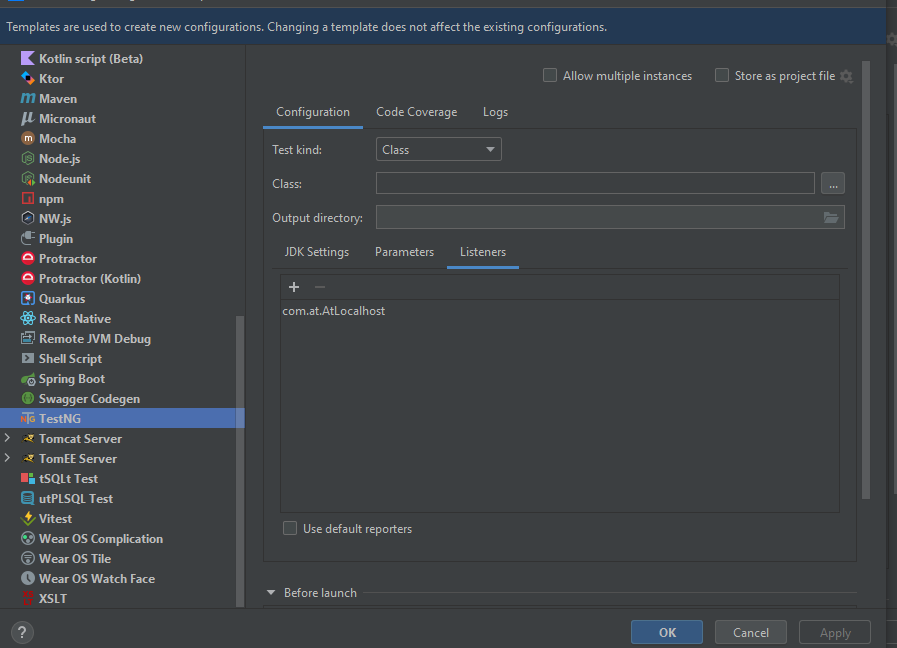 Templates are used to create new configurations. Changing a template does not affect the existing configurations.
Kotlin script (Beta)
Ktor
Maven
Micronaut
Mocha
Node.js
Nodeunit
npm
NW.js
Plugin
Protractor
Protractor (Kotlin)
Quarkus
React Native
Remote JVM Debug
Shell Script
Spring Boot
Swagger Codegen
TestNG
Tomcat Server
TomEE Server
tSQLt Test
utPLSQL Test
Vitest
Wear OS Complication
Wear OS Tile
Wear OS Watch Face
XSLT
Allow multiple instances Store as project file
Configuration Code Coverage Logs
Test kind: Class
Class: ...
Output directory:
JDK Settings Parameters Listeners
+ −
com.at.AtLocalhost
Use default reporters
Before launch
? OK Cancel Apply